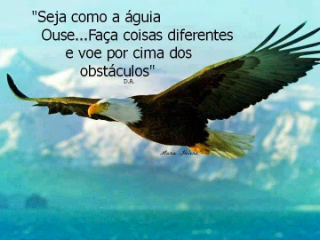 "Seja como a águia
Ouse...Faça coisas diferentes
e voe por cima dos
obstáculos"
D.A.